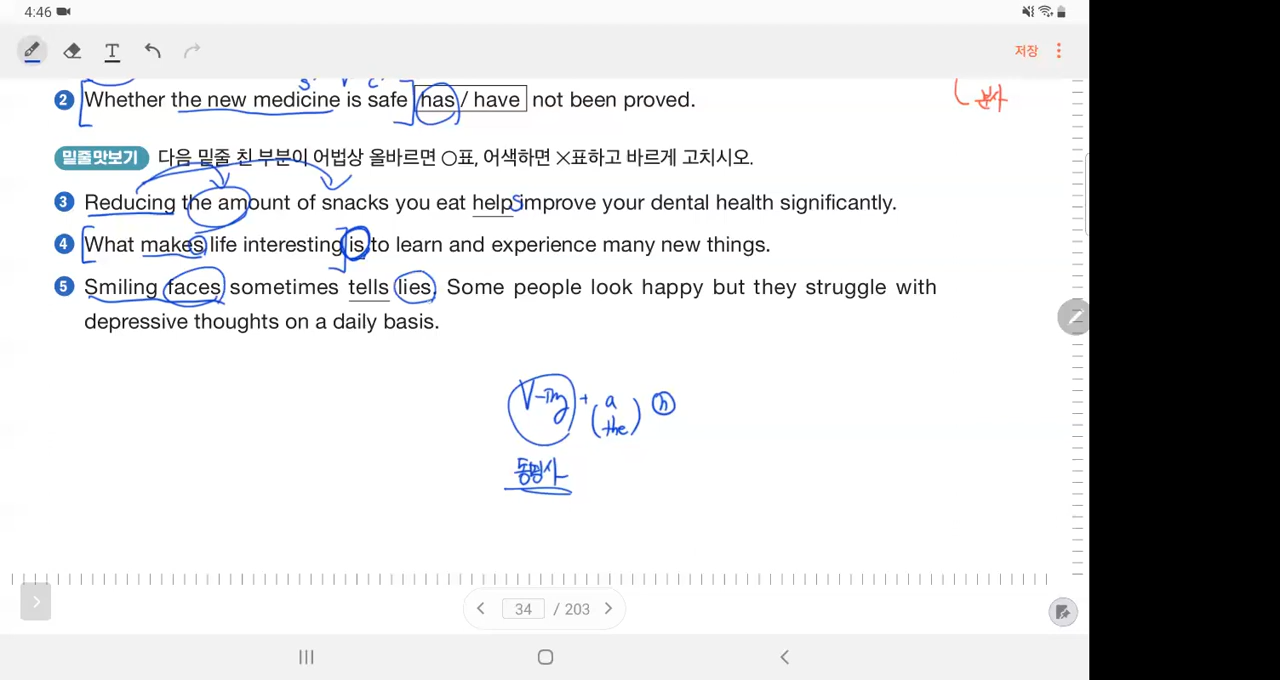 4:46
T
저장
S V C
2 Whether the new medicine is safe has / have not been proved.
분사
밑줄맛보기 다음 밑줄 친 부분이 어법상 올바르면 ○표, 어색하면 ×표하고 바르게 고치시오.
3 Reducing the amount of snacks you eat help s improve your dental health significantly.
4 What makes life interesting is to learn and experience many new things.
5 Smiling faces sometimes tells lies. Some people look happy but they struggle with
depressive thoughts on a daily basis.
V-ing + ( a the ) n
동명사
34 / 203